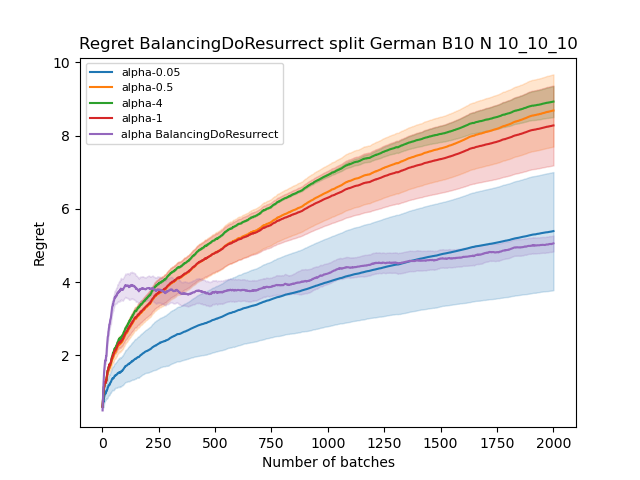 Regret BalancingDoResurrect split German B10 N 10_10_10
10
8
6
4
2
Regret
alpha-0.05
alpha-0.5
alpha-4
alpha-1
alpha BalancingDoResurrect
0 250 500 750 1000 1250 1500 1750 2000
Number of batches